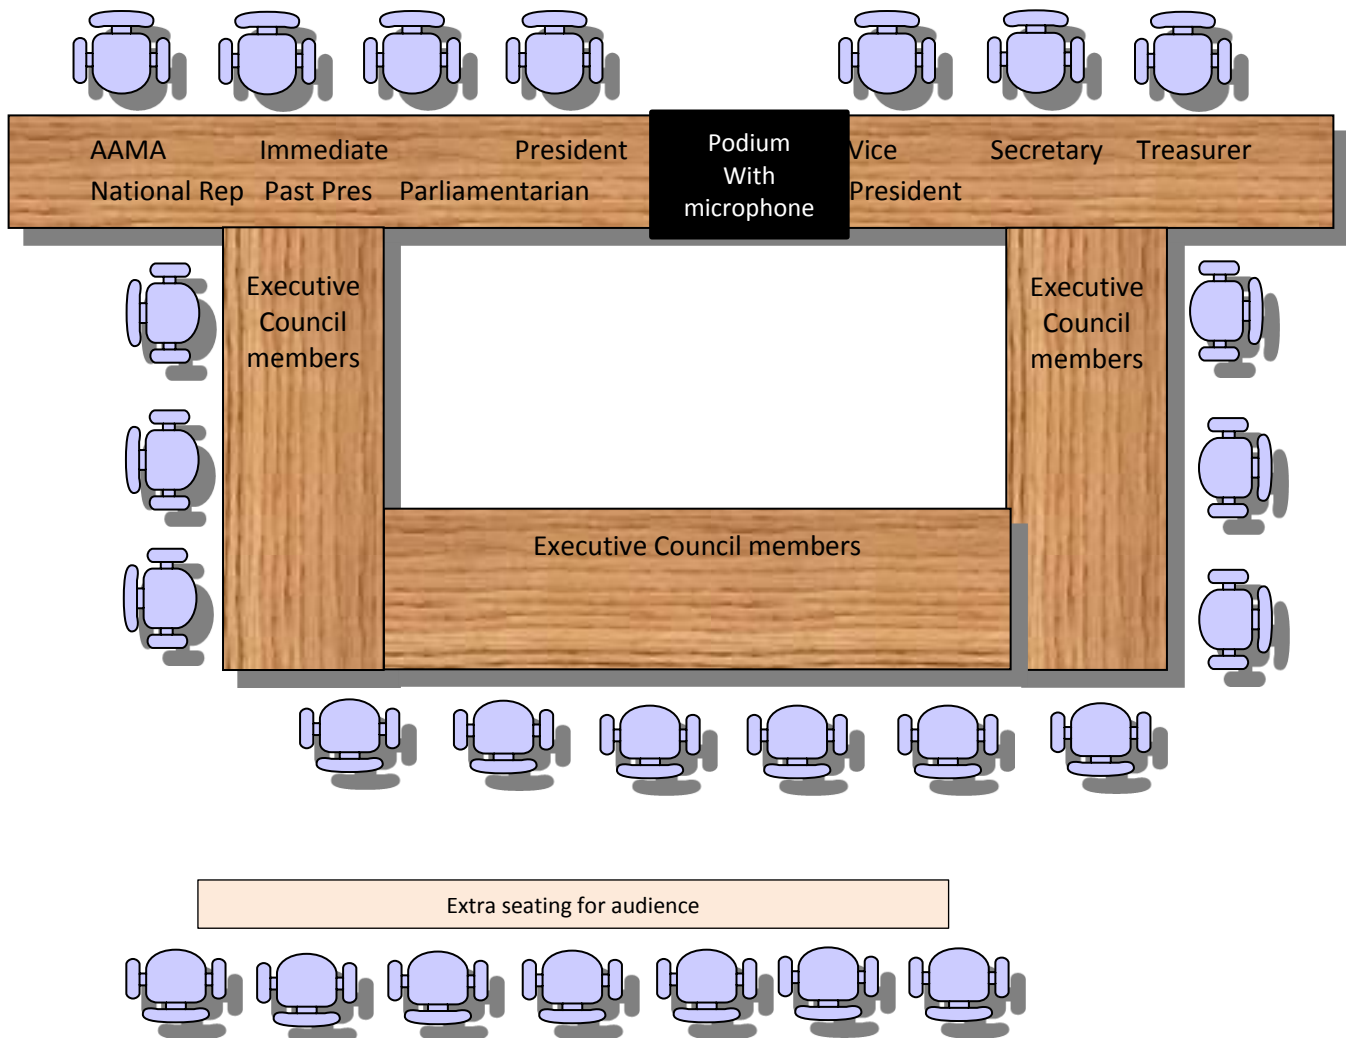 AAMA Immediate President Podium Vice Secretary Treasurer
National Rep Past Pres Parliamentarian With President
microphone
Executive
Council
members
Executive
Council
members
Executive Council members
Extra seating for audience